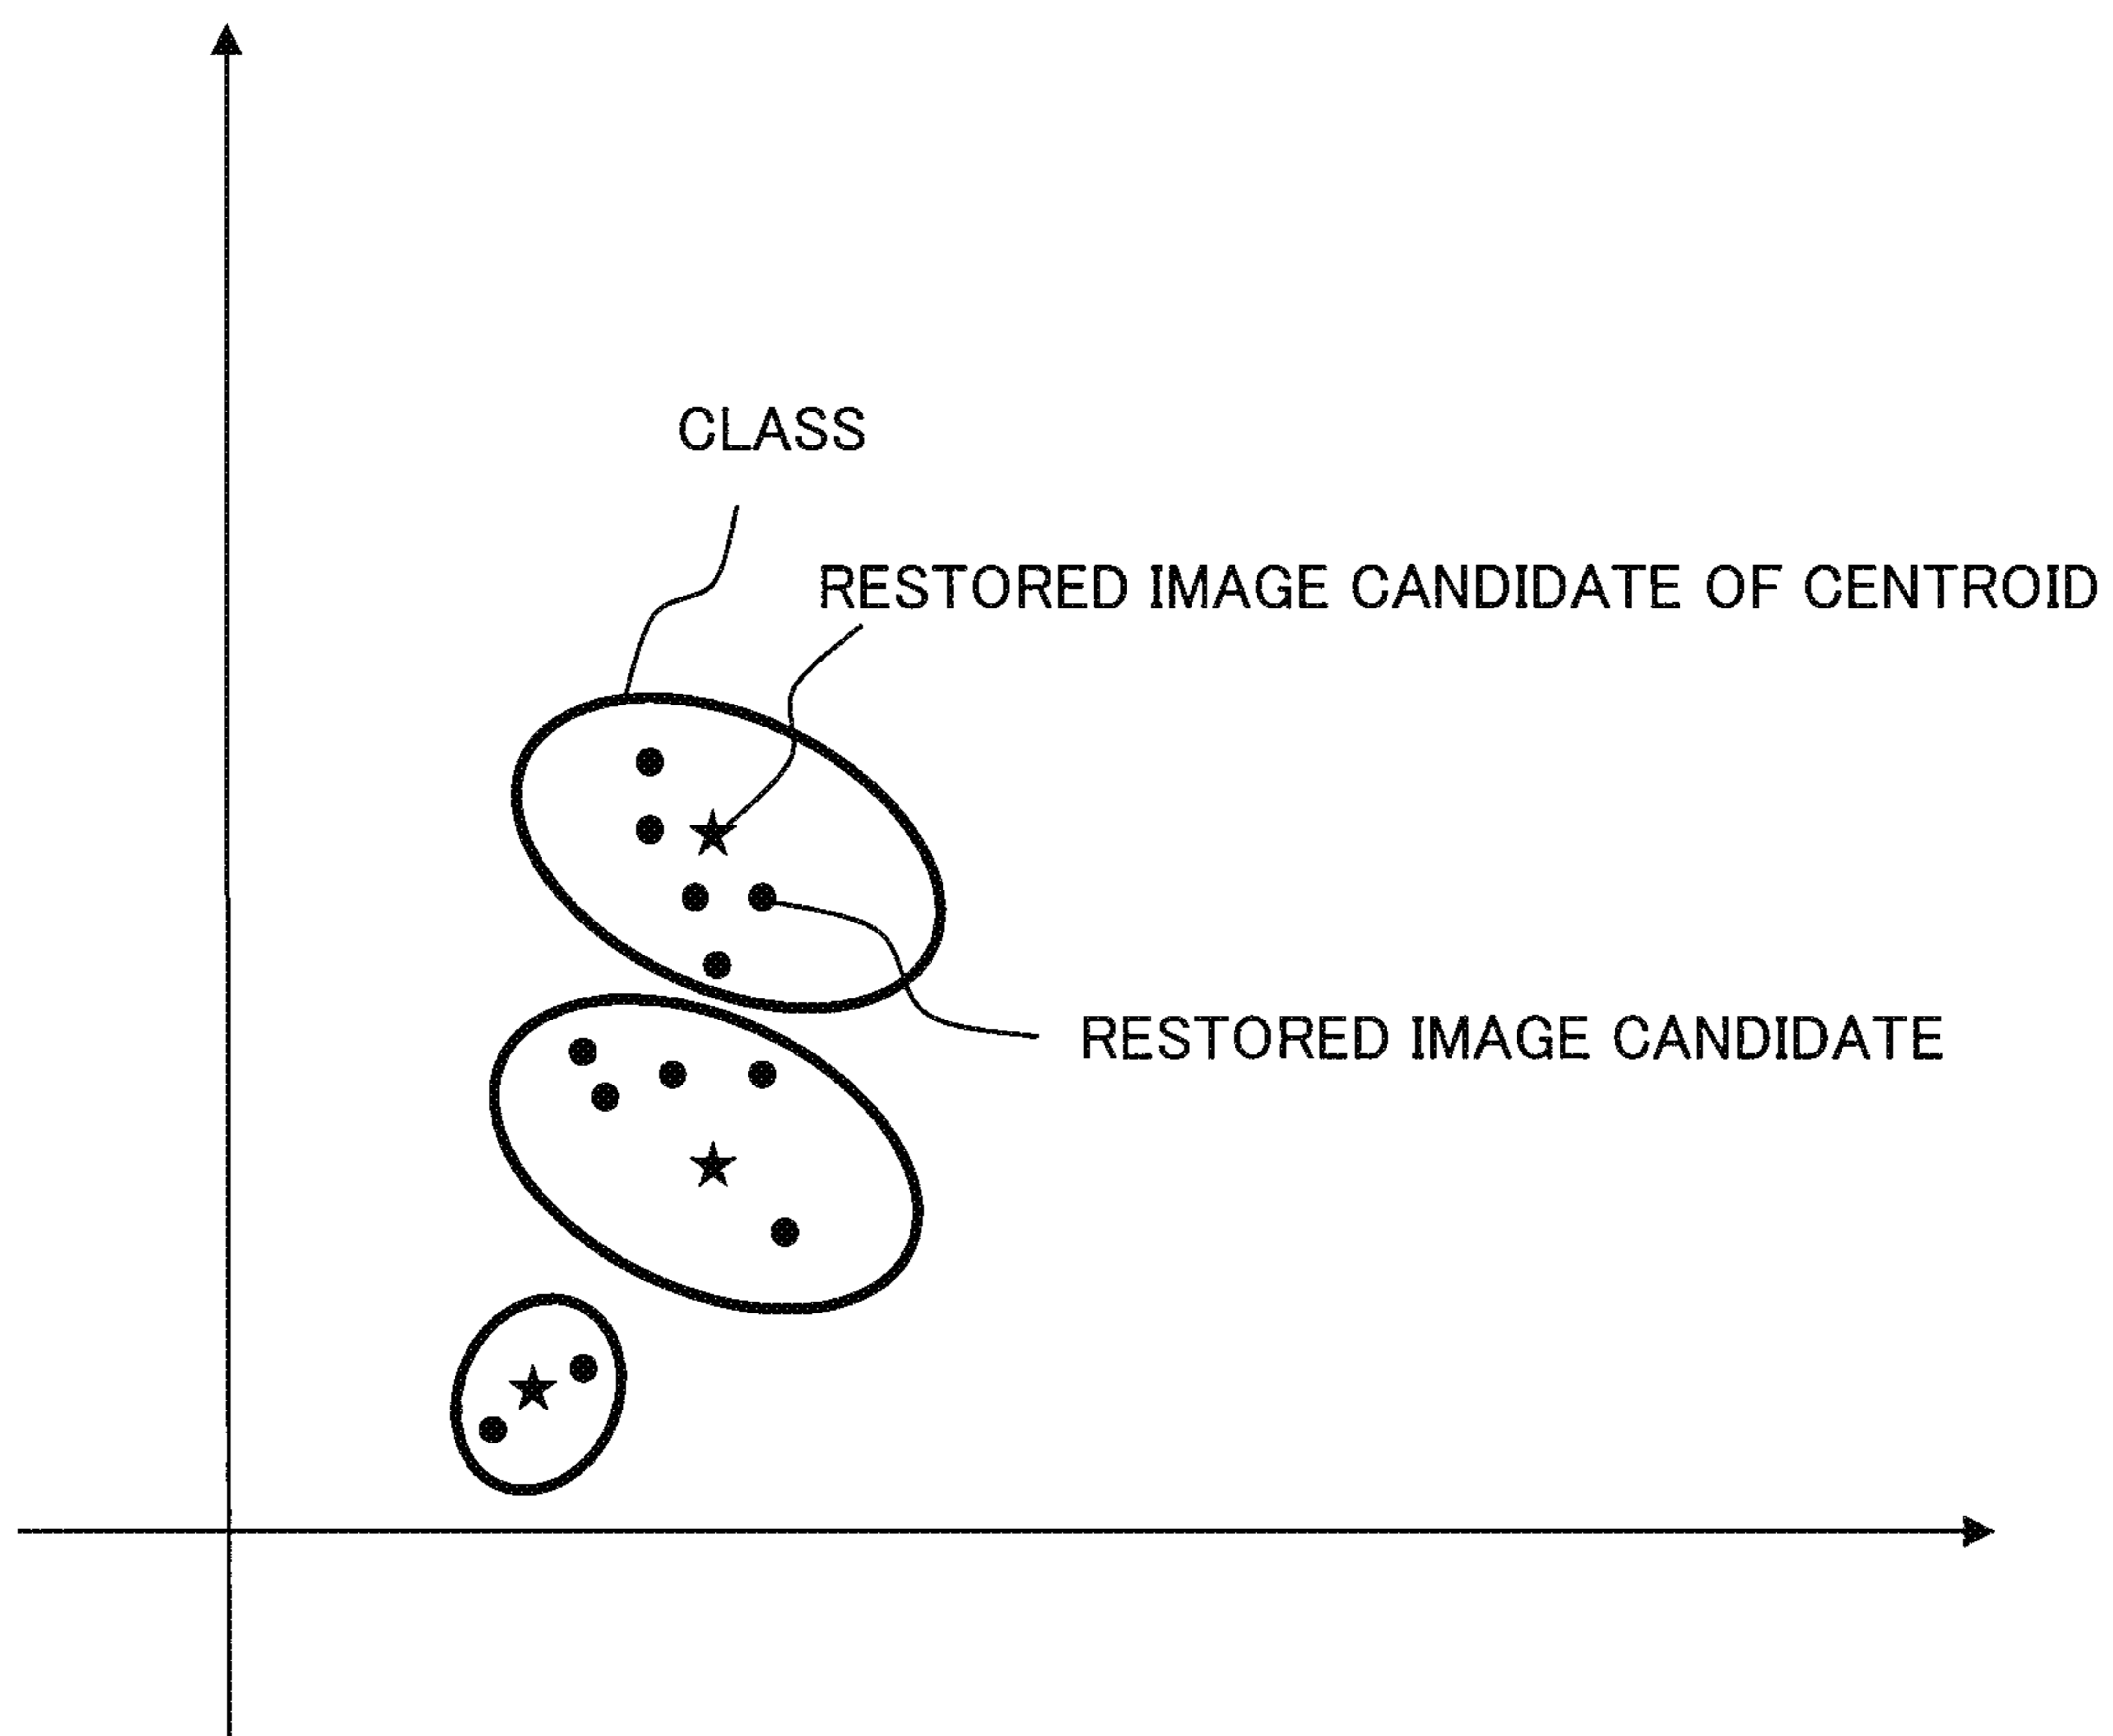 CLASS
RESTORED IMAGE CANDIDATE OF CENTROID
RESTORED IMAGE CANDIDATE